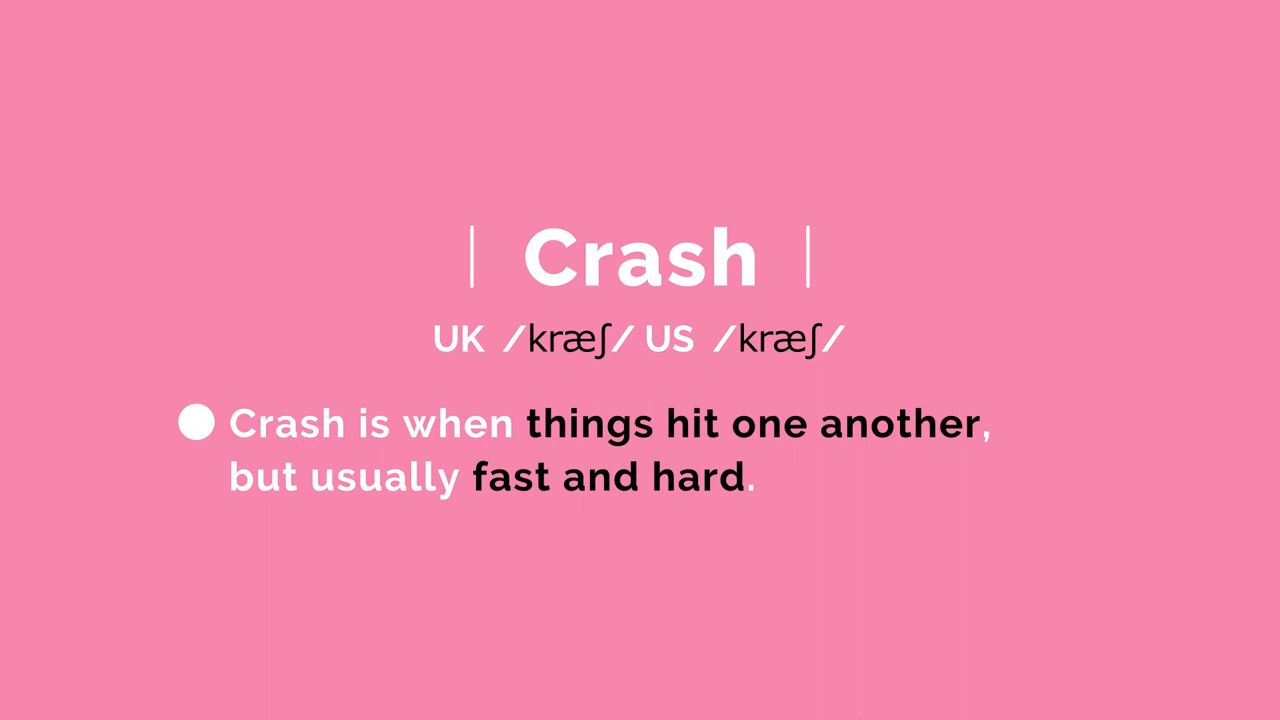 | Crash |
UK /kræʃ/ US /kræʃ/
Crash is when things hit one another,
but usually fast and hard.